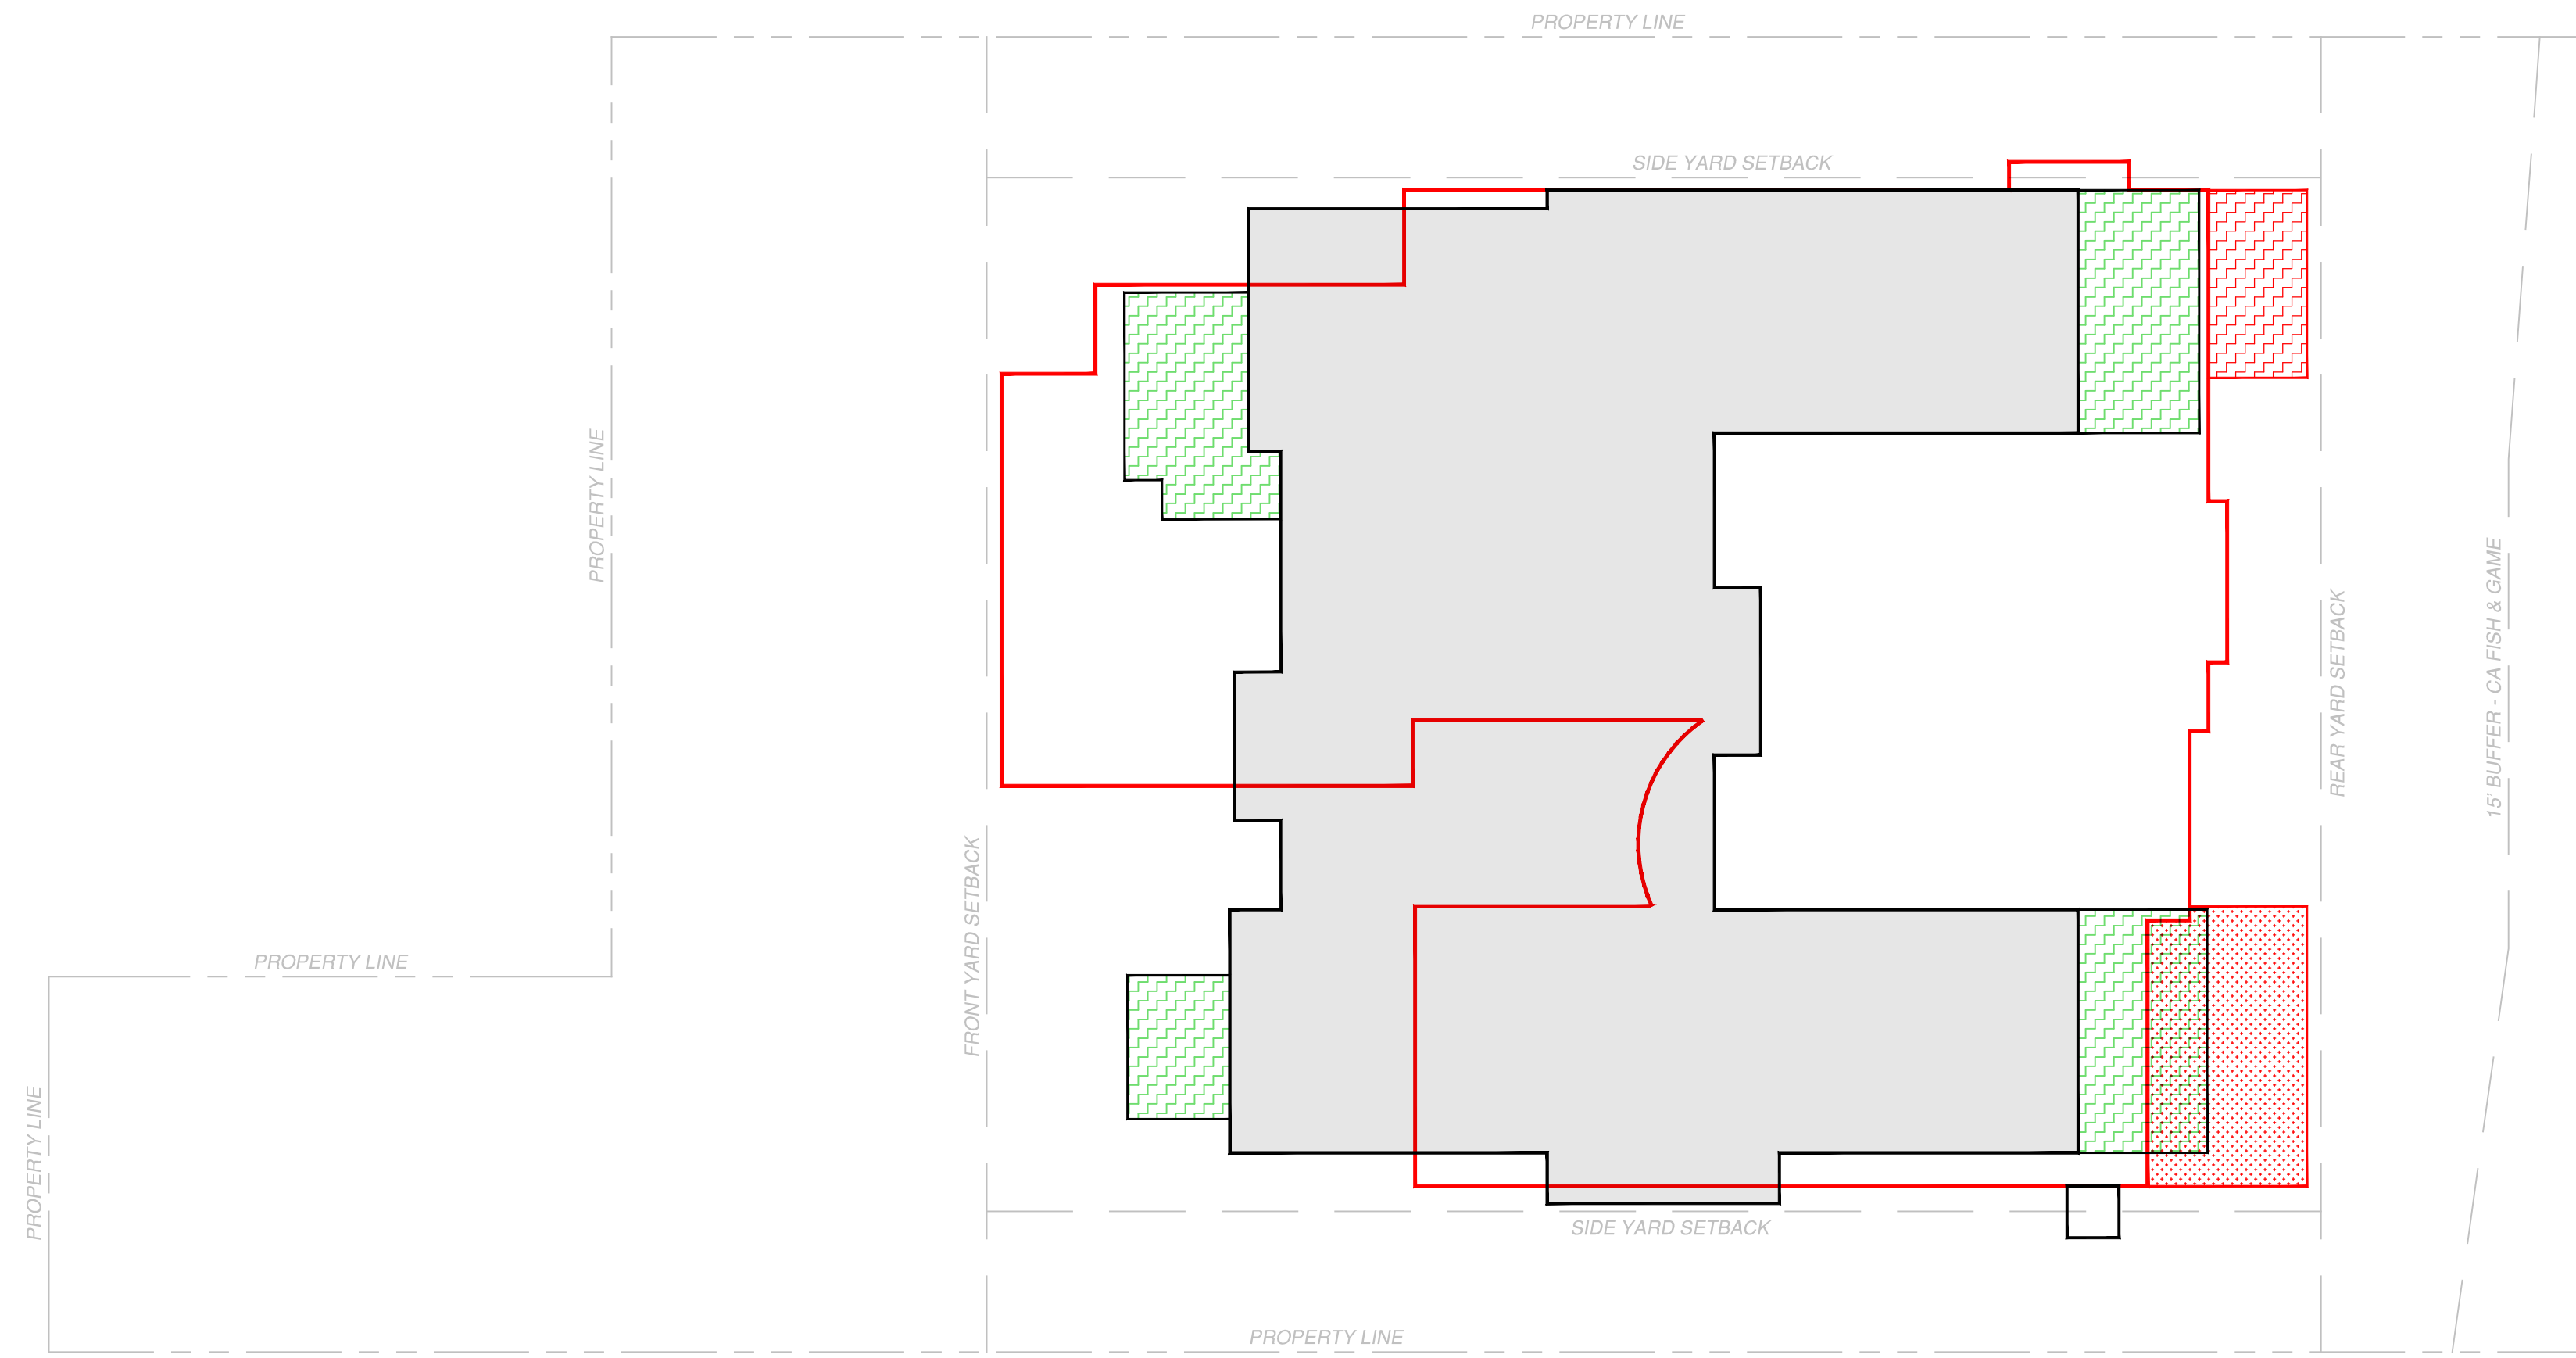 PROPERTY LINE
SIDE YARD SETBACK
PROPERTY LINE
15' BUFFER - CA FISH & GAME
REAR YARD SETBACK
FRONT YARD SETBACK
PROPERTY LINE
PROPERTY LINE
SIDE YARD SETBACK
PROPERTY LINE